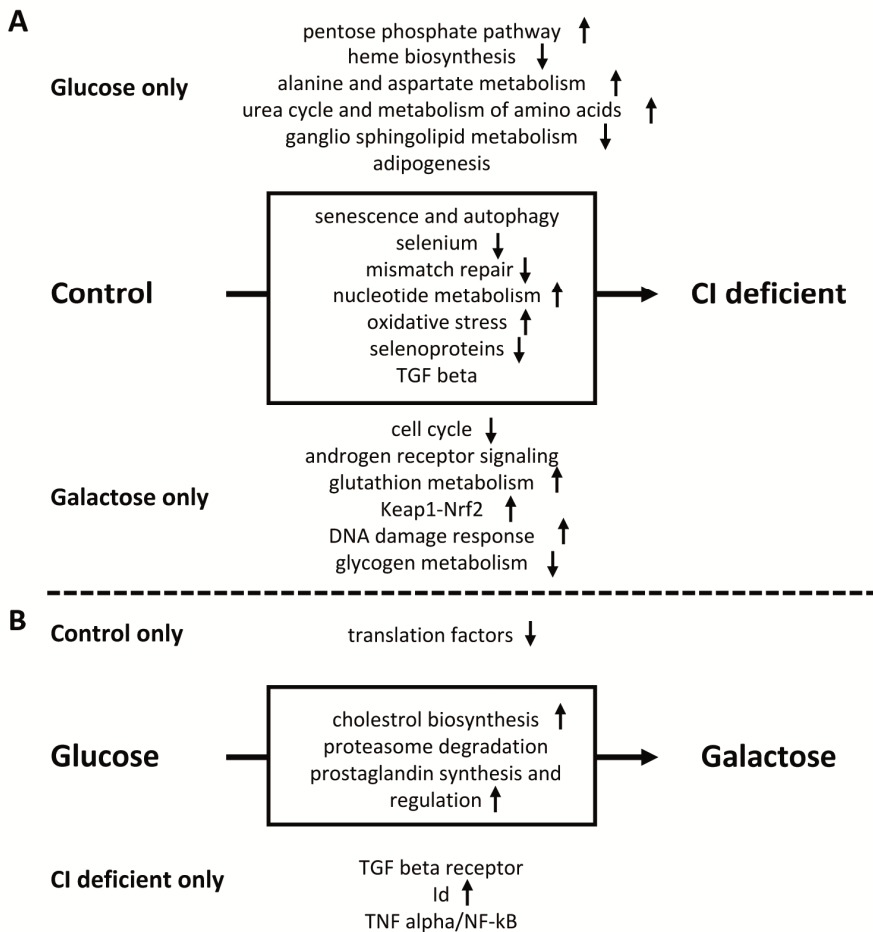 A
pentose phosphate pathway ↑
heme biosynthesis ↓
Glucose only
alanine and aspartate metabolism ↑
urea cycle and metabolism of amino acids ↑
ganglio sphingolipid metabolism ↓
adipogenesis
senescence and autophagy
selenium ↓
mismatch repair ↓
Control
nucleotide metabolism ↑
CI deficient
oxidative stress ↑
selenoproteins ↓
TGF beta
cell cycle ↓
androgen receptor signaling
glutathion metabolism ↑
Galactose only
Keap1-Nrf2 ↑
DNA damage response ↑
glycogen metabolism ↓
B
Control only
translation factors ↓
cholestrol biosynthesis ↑
proteasome degradation
Glucose
Galactose
prostaglandin synthesis and
regulation ↑
TGF beta receptor
CI deficient only
Id ↑
TNF alpha/NF-kB